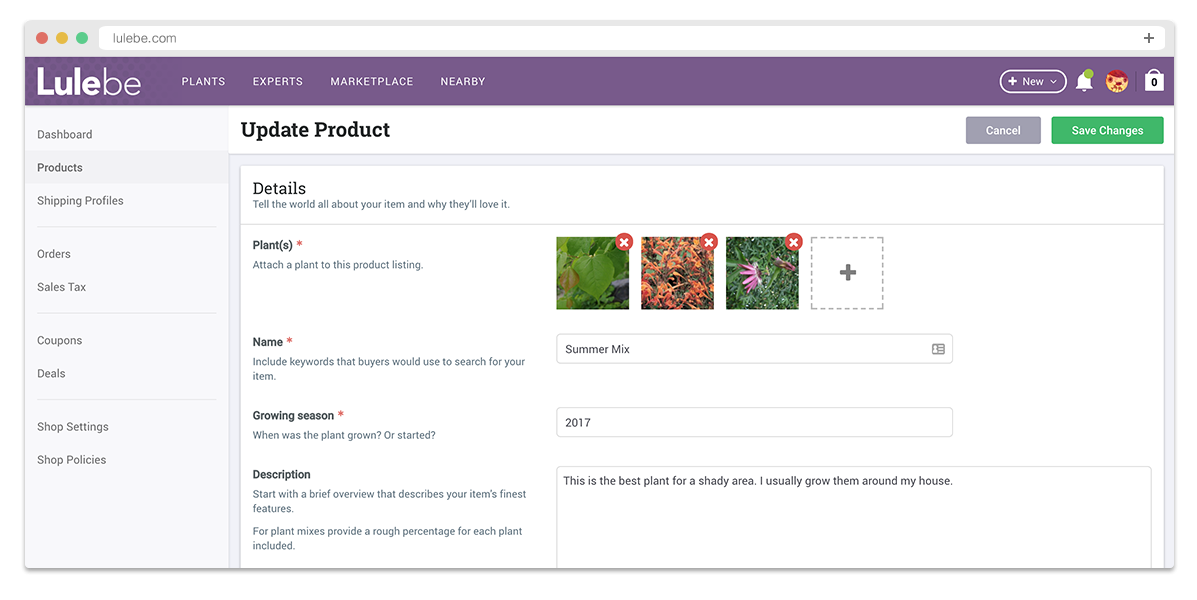 lulebe.com
Lulebe
PLANTS EXPERTS MARKETPLACE NEARBY
New
0
Dashboard
Products
Shipping Profiles
Orders
Sales Tax
Coupons
Deals
Shop Settings
Shop Policies
Update Product
Cancel
Save Changes
Details
Tell the world all about your item and why they'll love it.
Plant(s) *
Attach a plant to this product listing.
Name *
Include keywords that buyers would use to search for your
item.
Summer Mix
Growing season *
When was the plant grown? Or started?
2017
Description
Start with a brief overview that describes your item's finest
features.
For plant mixes provide a rough percentage for each plant
included.
This is the best plant for a shady area. I usually grow them around my house.